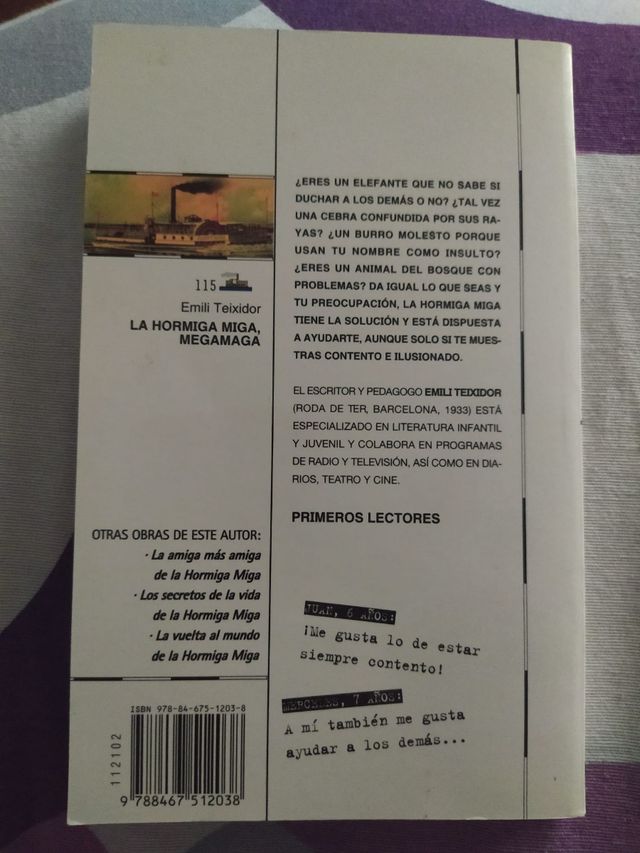 115
Emili Teixidor
LA HORMIGA MIGA,
MEGAMAGA
¿ERES UN ELEFANTE QUE NO SABE SI
DUCHAR A LOS DEMÁS O NO? ¿TAL VEZ
UNA CEBRA CONFUNDIDA POR SUS RA-
YAS? ¿UN BURRO MOLESTO PORQUE
USAN TU NOMBRE COMO INSULTO?
¿ERES UN ANIMAL DEL BOSQUE CON
PROBLEMAS? DA IGUAL LO QUE SEAS Y
TU PREOCUPACIÓN, LA HORMIGA MIGA
TIENE LA SOLUCIÓN Y ESTÁ DISPUESTA
A AYUDARTE, AUNQUE SOLO SI TE MUES-
TRAS CONTENTO E ILUSIONADO.
EL ESCRITOR Y PEDAGOGO EMILI TEIXIDOR
(RODA DE TER, BARCELONA, 1933) ESTÁ
ESPECIALIZADO EN LITERATURA INFANTIL
Y JUVENIL Y COLABORA EN PROGRAMAS
DE RADIO Y TELEVISIÓN, ASÍ COMO EN DIA-
RIOS, TEATRO Y CINE.
PRIMEROS LECTORES
OTRAS OBRAS DE ESTE AUTOR:
· La amiga más amiga
de la Hormiga Miga
· Los secretos de la vida
de la Hormiga Miga
· La vuelta al mundo
de la Hormiga Miga
JUAN, 6 AÑOS:
¡Me gusta lo de estar
siempre contento!
MERCEDES, 7 AÑOS:
A mí también me gusta
ayudar a los demás...
ISBN 978-84-675-1203-8
112102
9 788467 512038